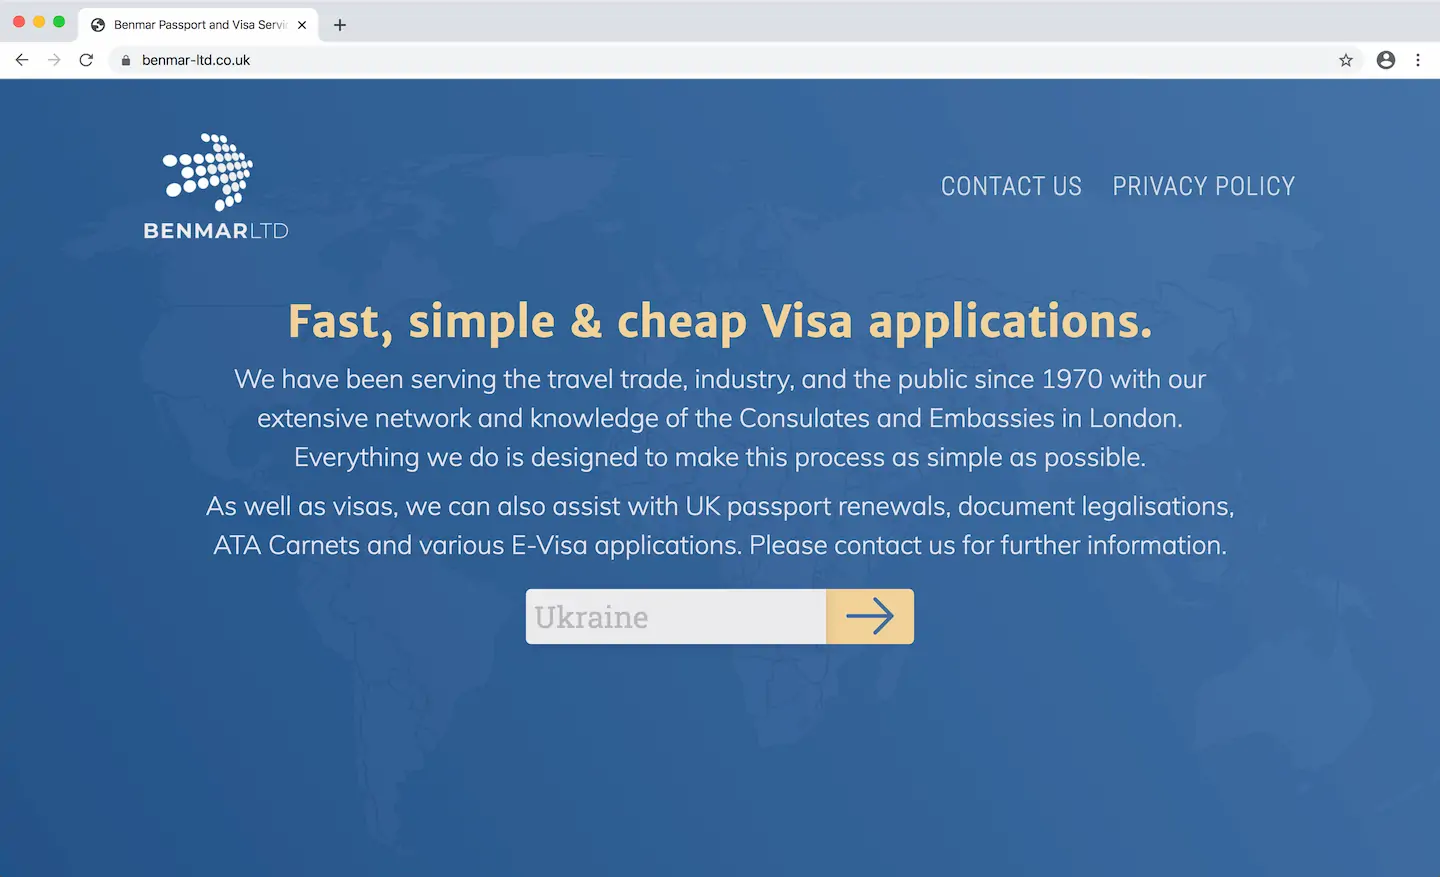 Benmar Passport and Visa Servi
benmar-ltd.co.uk
BENMARLTD
CONTACT US
PRIVACY POLICY
Fast, simple & cheap Visa applications.
We have been serving the travel trade, industry, and the public since 1970 with our
extensive network and knowledge of the Consulates and Embassies in London.
Everything we do is designed to make this process as simple as possible.
As well as visas, we can also assist with UK passport renewals, document legalisations,
ATA Carnets and various E-Visa applications. Please contact us for further information.
Ukraine